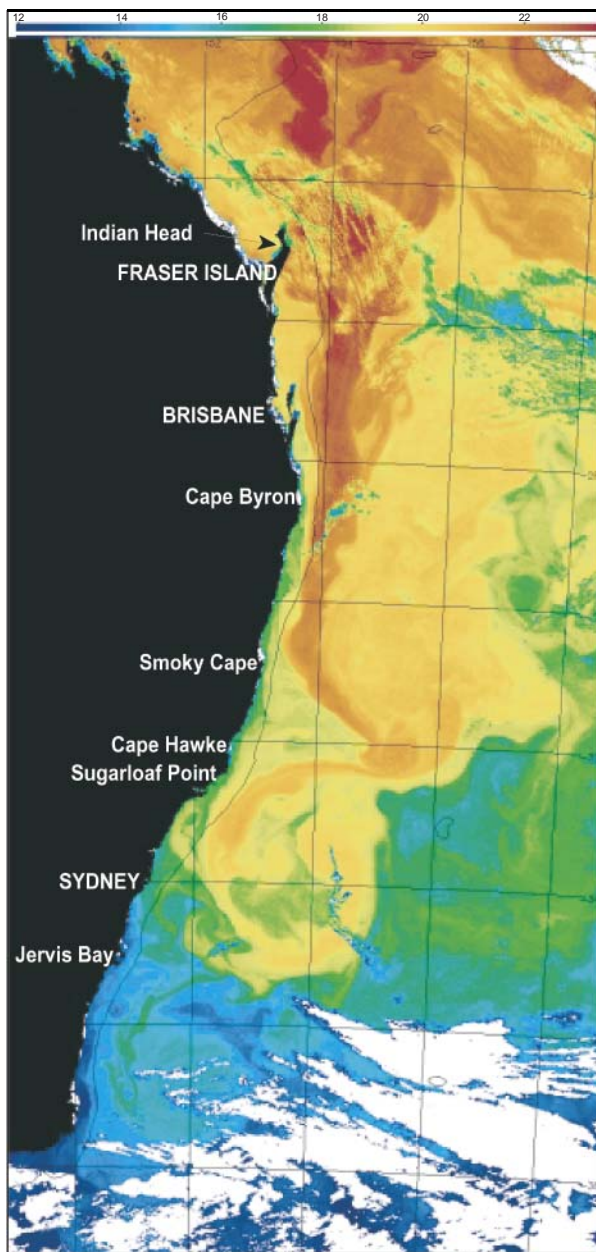 12 14 16 18 20 22
Indian Head
FRASER ISLAND
BRISBANE
Cape Byron
Smoky Cape
Cape Hawke
Sugarloaf Point
SYDNEY
Jervis Bay